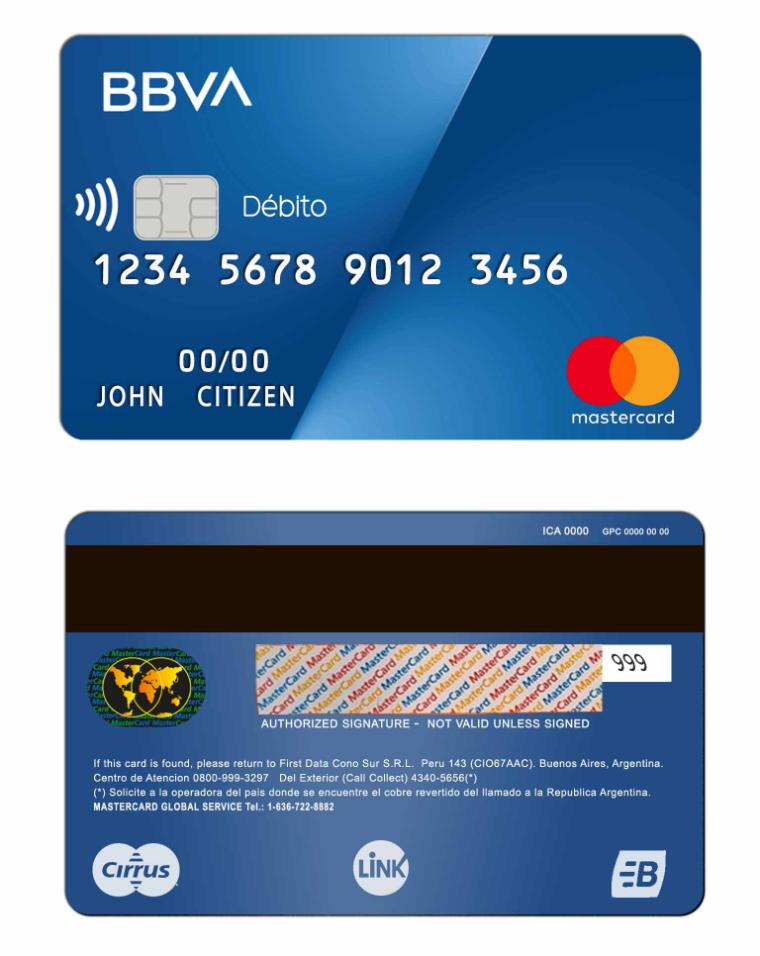 BBVA
Débito
1234 5678 9012 3456
00/00
JOHN CITIZEN
mastercard
ICA 0000 GPC 0000 00 00
MasterCard MasterCard MasterCard
999
AUTHORIZED SIGNATURE - NOT VALID UNLESS SIGNED
If this card is found, please return to First Data Cono Sur S.R.L. Peru 143 (CIO67AAC). Buenos Aires, Argentina.
Centro de Atencion 0800-999-3297 Del Exterior (Call Collect) 4340-5656(*)
(*) Solicite a la operadora del pais donde se encuentre el cobre revertido del llamado a la Republica Argentina.
MASTERCARD GLOBAL SERVICE Tel.: 1-636-722-8882
Cirrus
LINK
B